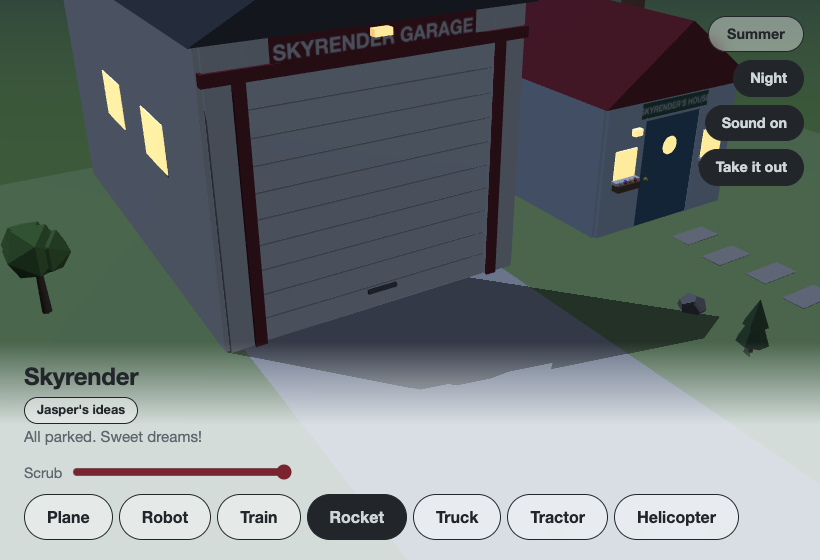 SKYRENDER GARAGE
SKYRENDER'S HOUSE
Summer
Night
Sound on
Take it out
Skyrender
Jasper's ideas
All parked. Sweet dreams!
Scrub
Plane Robot Train Rocket Truck Tractor Helicopter